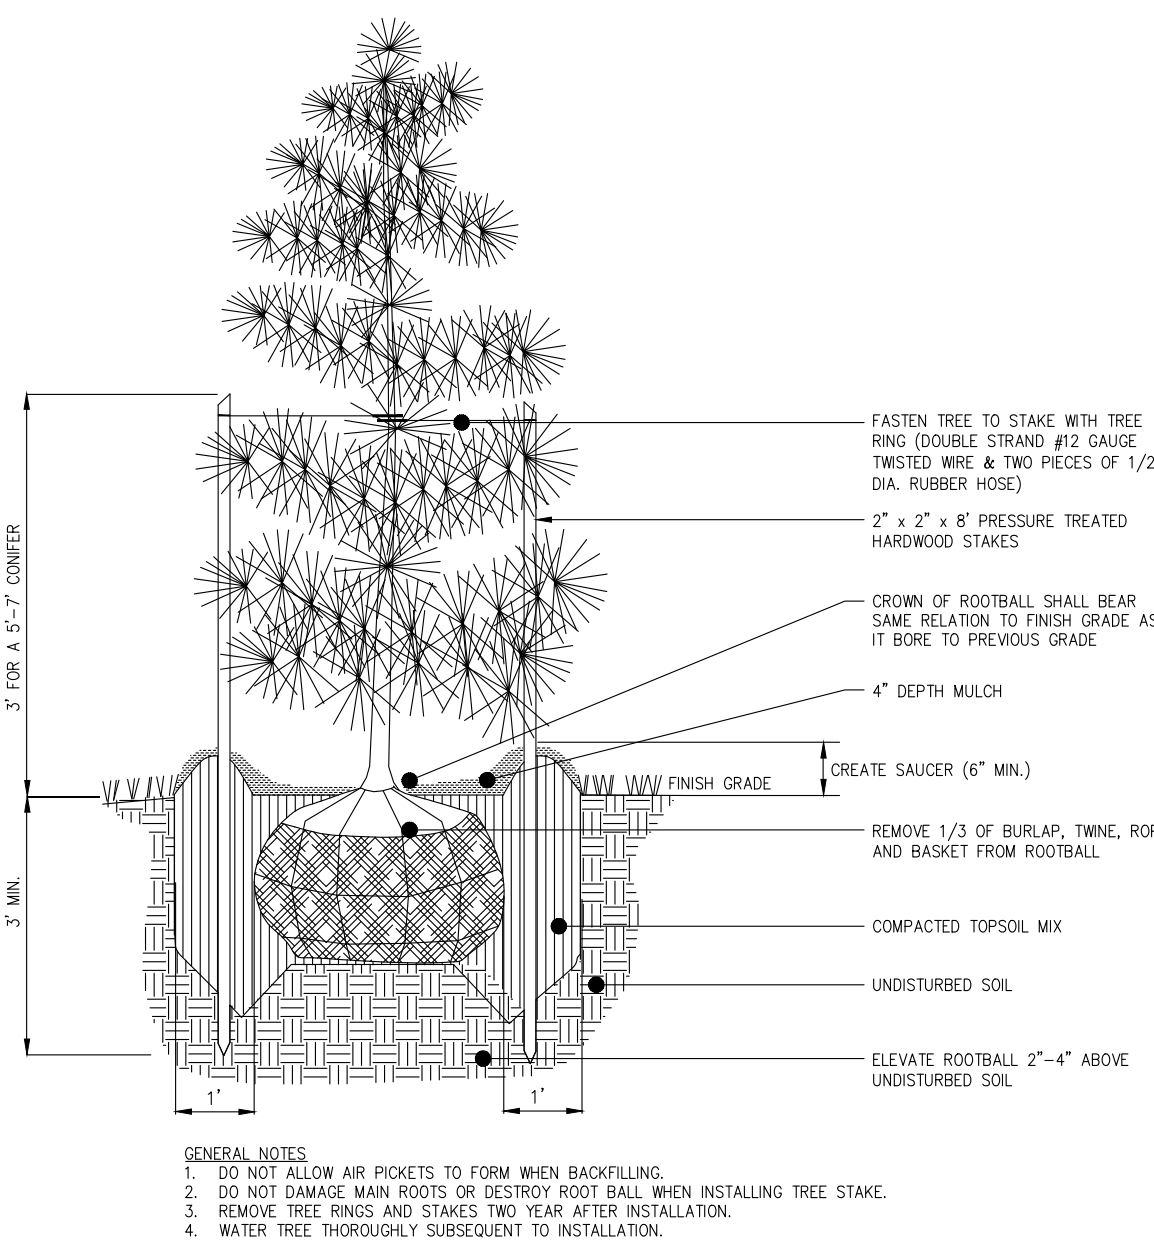 FASTEN TREE TO STAKE WITH TREE
RING (DOUBLE STRAND #12 GAUGE
TWISTED WIRE & TWO PIECES OF 1/2
DIA. RUBBER HOSE)
2" x 2" x 8' PRESSURE TREATED
HARDWOOD STAKES
3' FOR A 5'-7' CONIFER
CROWN OF ROOTBALL SHALL BEAR
SAME RELATION TO FINISH GRADE AS
IT BORE TO PREVIOUS GRADE
4" DEPTH MULCH
CREATE SAUCER (6" MIN.)
FINISH GRADE
REMOVE 1/3 OF BURLAP, TWINE,
AND BASKET FROM ROOTBALL
3' MIN.
COMPACTED TOPSOIL MIX
UNDISTURBED SOIL
ELEVATE ROOTBALL 2"-4" ABOVE
UNDISTURBED SOIL
1'
1'
GENERAL NOTES
1. DO NOT ALLOW AIR PICKETS TO FORM WHEN BACKFILLING.
2. DO NOT DAMAGE MAIN ROOTS OR DESTROY ROOT BALL WHEN INSTALLING TREE STAKE.
3. REMOVE TREE RINGS AND STAKES TWO YEAR AFTER INSTALLATION.
4. WATER TREE THOROUGHLY SUBSEQUENT TO INSTALLATION.